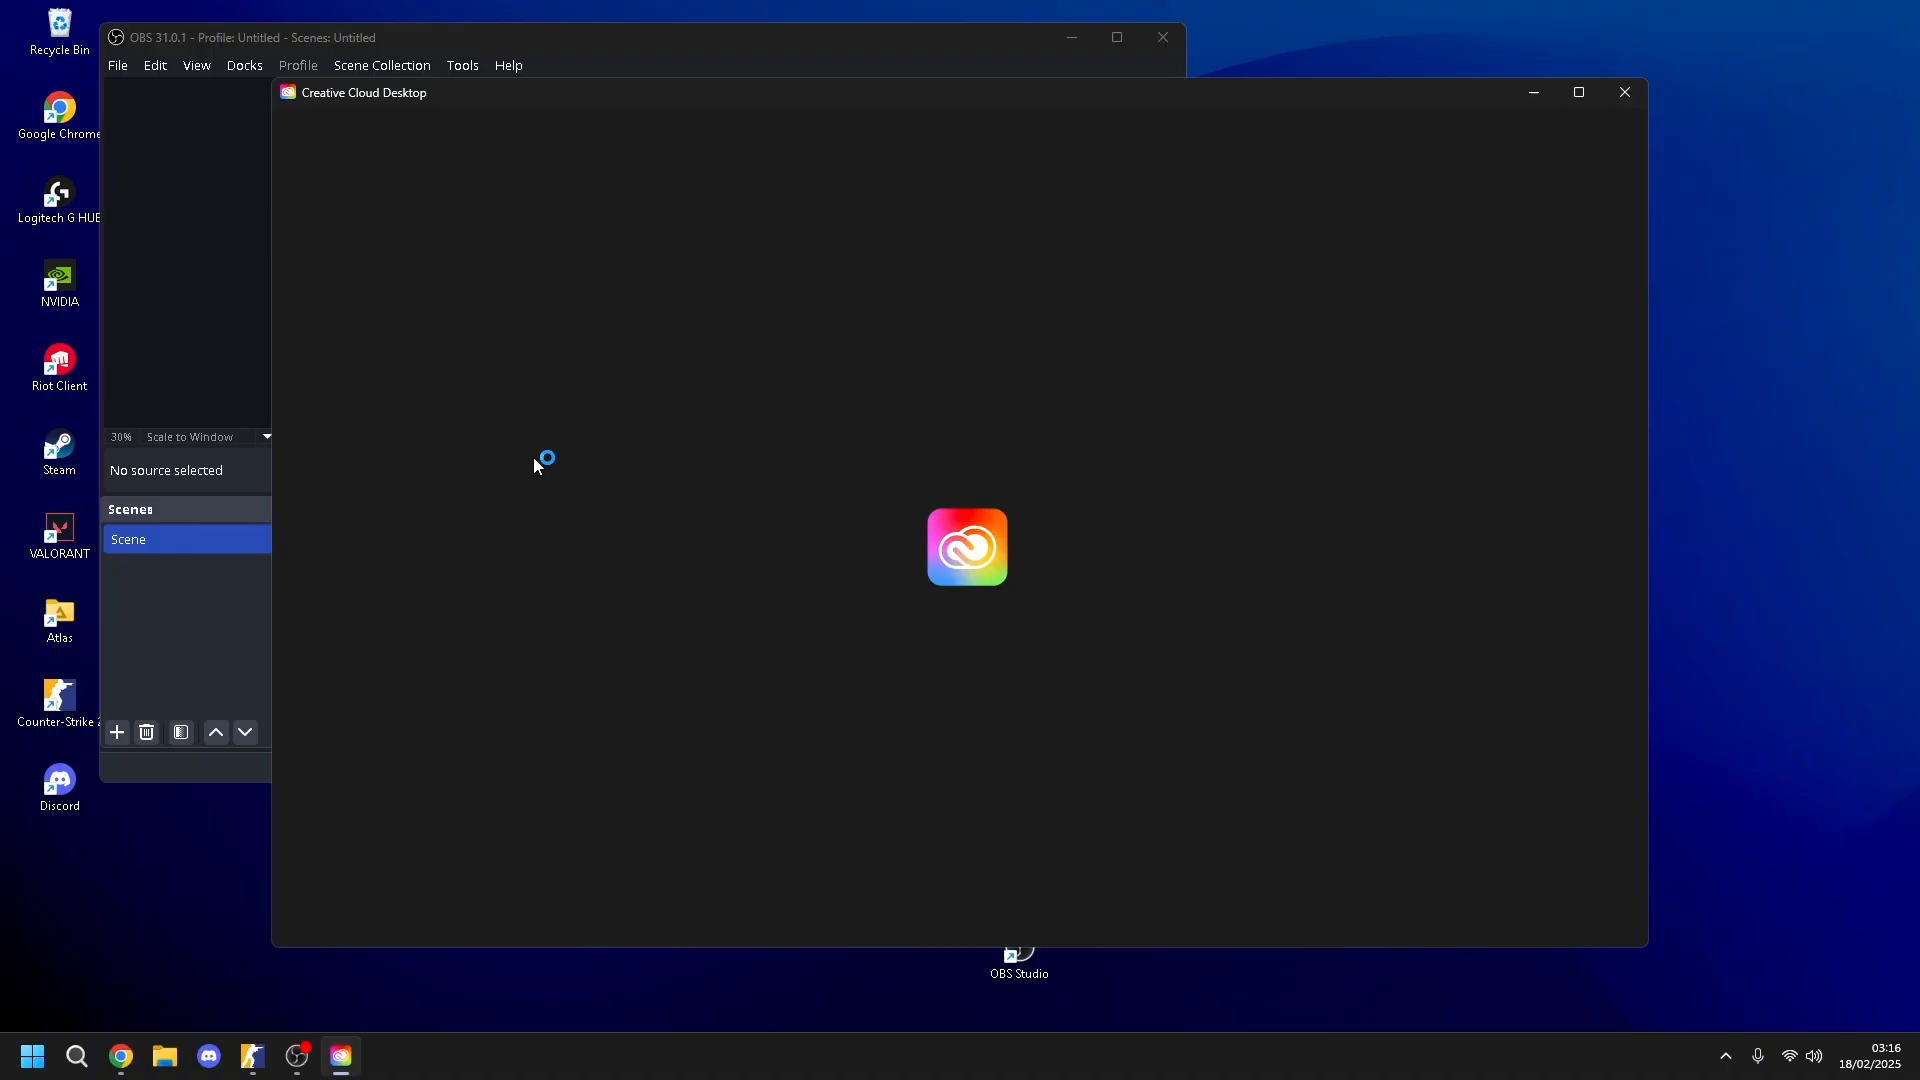 Recycle Bin
Google Chrome
Logitech G HUB
NVIDIA
Riot Client
Steam
VALORANT
Atlas
Counter-Strike 2
Discord
OBS 31.0.1 - Profile: Untitled - Scenes: Untitled
File Edit View Docks Profile Scene Collection Tools Help
Creative Cloud Desktop
30% Scale to Window
No source selected
Scenes
Scene
OBS Studio
03:16
18/02/2025